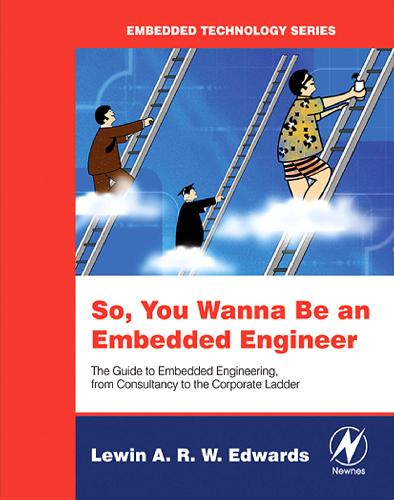 EMBEDDED TECHNOLOGY SERIES
So, You Wanna Be an
Embedded Engineer
The Guide to Embedded Engineering,
from Consultancy to the Corporate Ladder
Lewin A. R. W. Edwards
Newnes